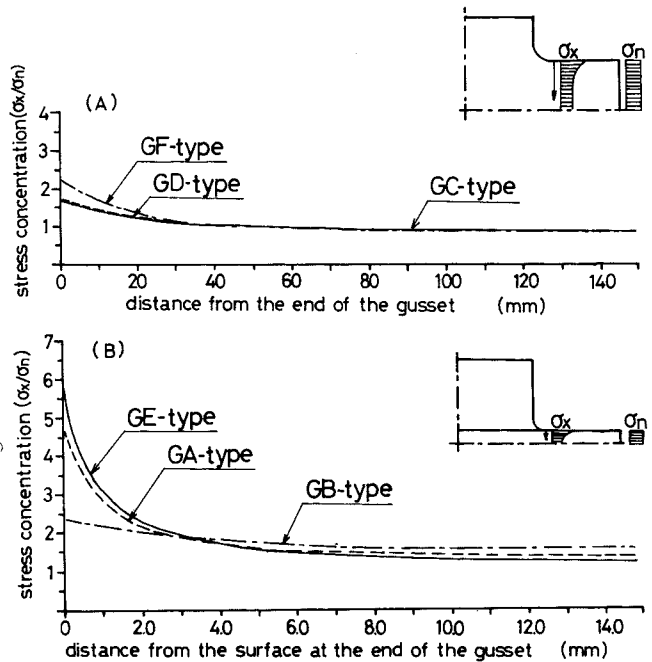 σx σn
(A)
4
3
2
1
GF-type
GD-type
GC-type
stress concentration(σx/σn)
0 20 40 60 80 100 120 140
distance from the end of the gusset (mm)
(B)
7
6
5
4
3
2
1
σx σn
GE-type
GA-type
GB-type
stress concentration (σx/σn)
0 2.0 4.0 6.0 8.0 10.0 12.0 14.0
distance from the surface at the end of the gusset (mm)